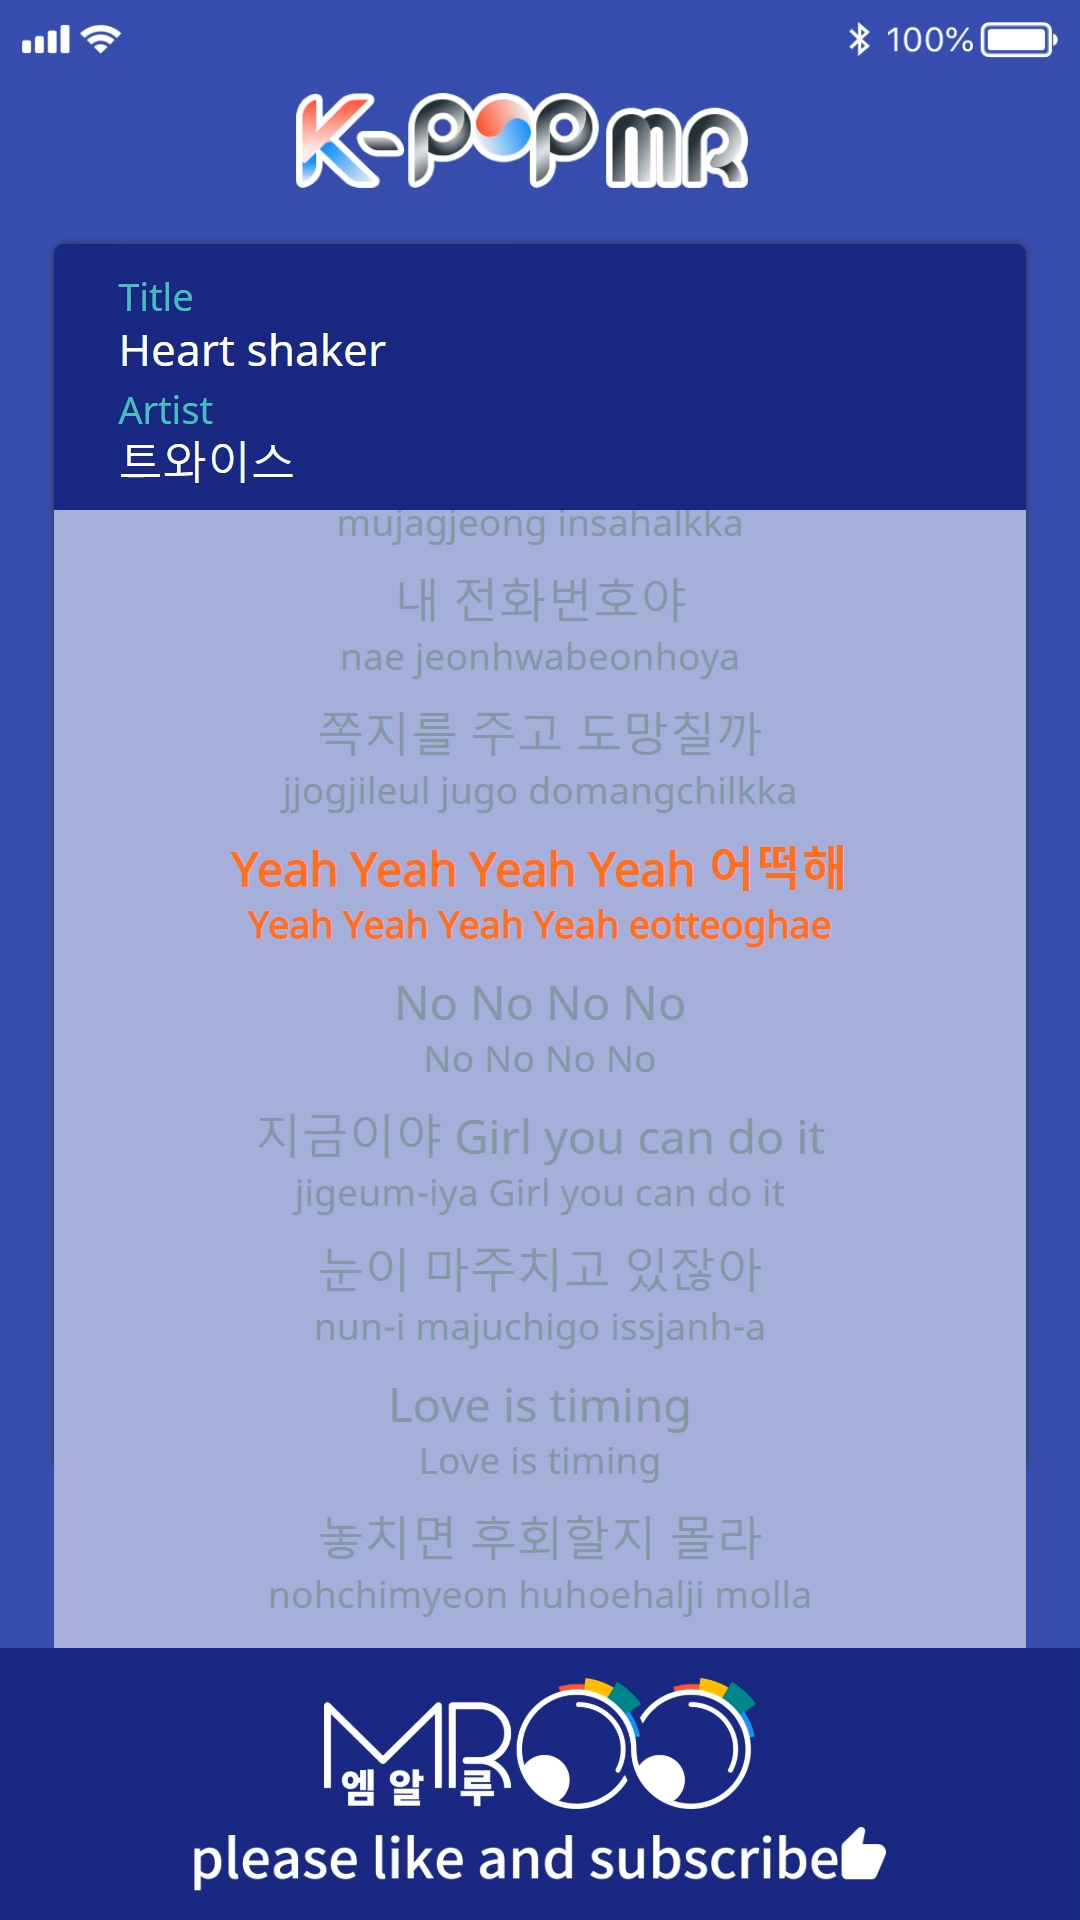 100%
K-POP MR
Title
Heart shaker
Artist
트와이스
mujagjeong insahalkka
내 전화번호야
nae jeonhwabeonhoya
쪽지를 주고 도망칠까
jjogjileul jugo domangchilkka
Yeah Yeah Yeah Yeah 어떡해
Yeah Yeah Yeah Yeah eotteoghae
No No No No
No No No No
지금이야 Girl you can do it
jigeum-iya Girl you can do it
눈이 마주치고 있잖아
nun-i majuchigo issjanh-a
Love is timing
Love is timing
놓치면 후회할지 몰라
nohchimyeon huhoehalji molla
MROO
엠 알 루
please like and subscribe